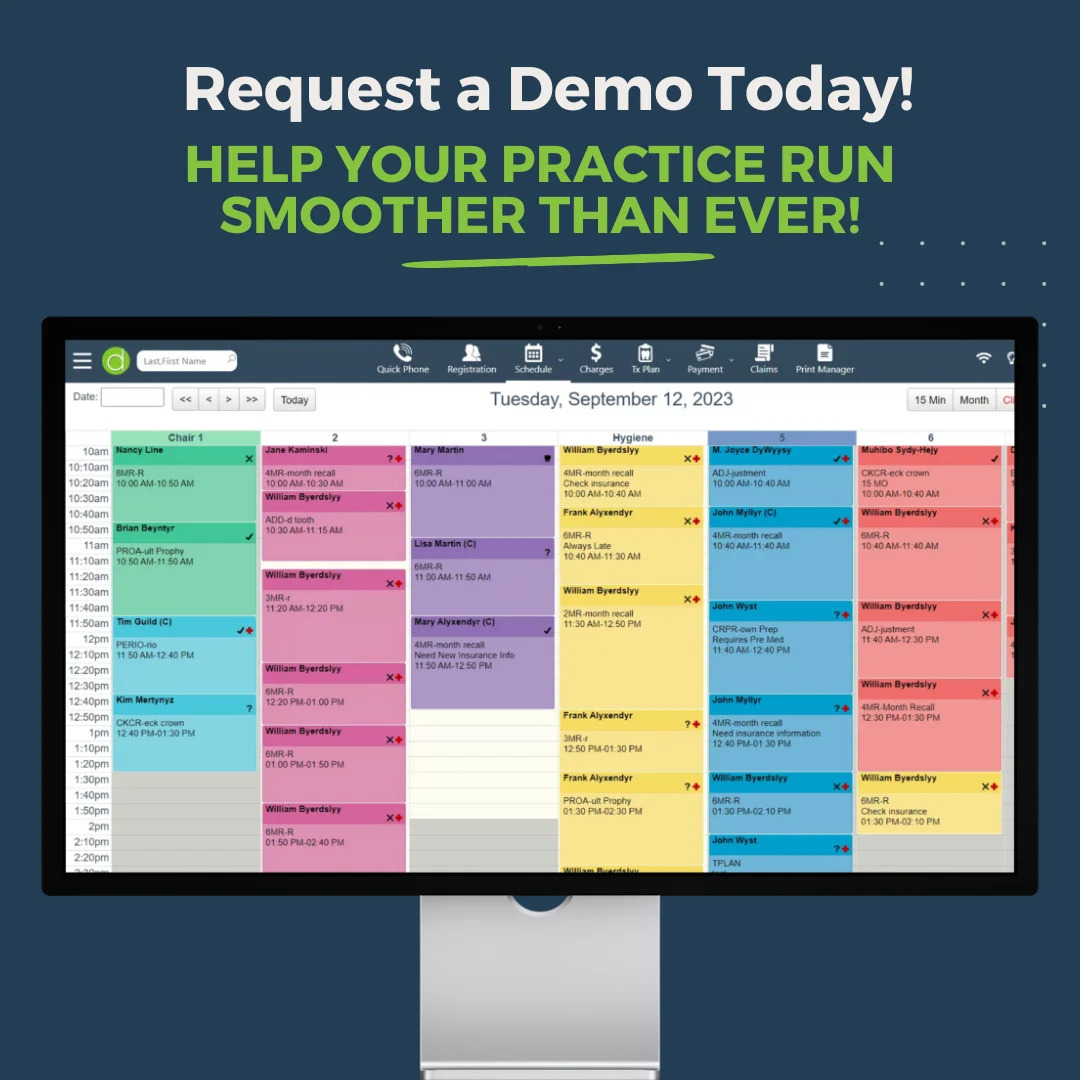 Request a Demo Today!
HELP YOUR PRACTICE RUN
SMOOTHER THAN EVER!
Last,First Name
Quick Phone
Registration
Schedule
Charges
Tx Plan
Payment
Claims
Print Manager
Date:
<<
<
>
>>
Today
Tuesday, September 12, 2023
15 Min
Month
Chair 1
2
3
Hygiene
5
6
10am
10:10am
10:20am
10:30am
10:40am
10:50am
11am
11:10am
11:20am
11:30am
11:40am
11:50am
12pm
12:10pm
12:20pm
12:30pm
12:40pm
12:50pm
1pm
1:10pm
1:20pm
1:30pm
1:40pm
1:50pm
2pm
2:10pm
2:20pm
Nancy Line
6MR-R
10:00 AM-10:50 AM
Brian Beyntyr
PROA-ult Prophy
10:50 AM-11:50 AM
Tim Guild (C)
PERIO-rio
11:50 AM-12:40 PM
Kim Mertynyz
?
CKCR-eck crown
12:40 PM-01:30 PM
Jane Kaminski
?
4MR-month recall
10:00 AM-10:30 AM
William Byerdslyy
ADD-d tooth
10:30 AM-11:15 AM
William Byerdslyy
3MR-r
11:20 AM-12:20 PM
William Byerdslyy
6MR-R
12:20 PM-01:00 PM
William Byerdslyy
6MR-R
01:00 PM-01:50 PM
William Byerdslyy
6MR-R
01:50 PM-02:40 PM
Mary Martin
6MR-R
10:00 AM-11:00 AM
Lisa Martin (C)
?
6MR-R
11:00 AM-11:50 AM
Mary Alyxendyr (C)
4MR-month recall
Need New Insurance Info
11:50 AM-12:50 PM
William Byerdslyy
4MR-month recall
Check insurance
10:00 AM-10:40 AM
Frank Alyxendyr
6MR-R
Always Late
10:40 AM-11:30 AM
William Byerdslyy
2MR-month recall
11:30 AM-12:50 PM
Frank Alyxendyr
?
3MR-r
12:50 PM-01:30 PM
Frank Alyxendyr
?
PROA-ult Prophy
01:30 PM-02:30 PM
William Byerdslyy
M. Joyce DyWyysy
ADJ-justment
10:00 AM-10:40 AM
John Myllyr (C)
4MR-month recall
10:40 AM-11:40 AM
John Wyst
?
CRPR-own Prep
Requires Pre Med
11:40 AM-12:40 PM
John Myllyr
?
4MR-month recall
Need insurance information
12:40 PM-01:30 PM
William Byerdslyy
6MR-R
01:30 PM-02:10 PM
John Wyst
?
TPLAN
Muhibo Sydy-Hejy
CKCR-eck crown
15 MO
10:00 AM-10:40 AM
William Byerdslyy
6MR-R
10:40 AM-11:40 AM
William Byerdslyy
ADJ-justment
11:40 AM-12:30 PM
William Byerdslyy
4MR-Month Recall
12:30 PM-01:30 PM
William Byerdslyy
6MR-R
Check insurance
01:30 PM-02:10 PM